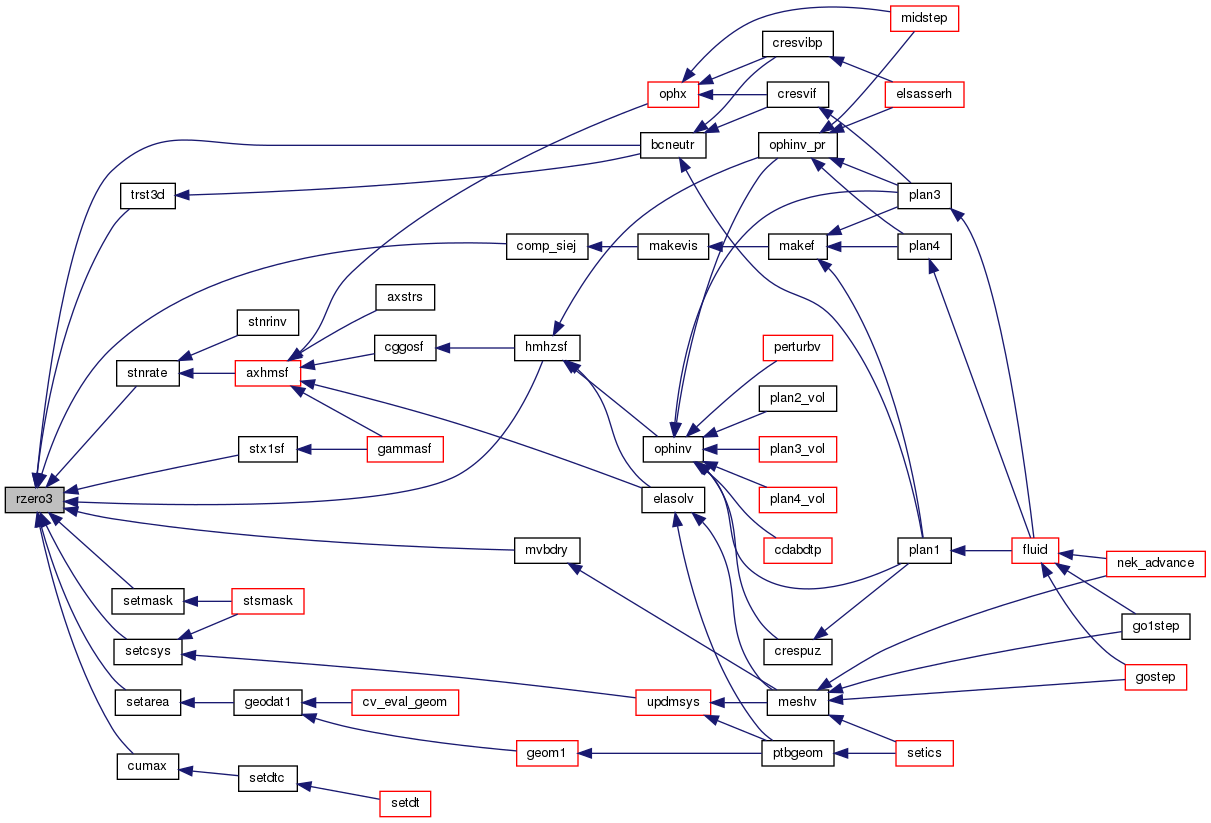 midstep
cresvibp
ophx
cresvif
elsasserh
bcneutr
ophinv_pr
trst3d
plan3
comp_siej
makevis
makef
plan4
axstrs
stnrinv
cggosf
hmhzsf
perturbv
stnrate
axhmsf
plan2_vol
stx1sf
gammasf
ophinv
plan3_vol
rzero3
elasolv
plan4_vol
mvbdry
cdabdtp
plan1
fluid
nek_advance
setmask
stsmask
go1step
setcsys
crespuz
gostep
setarea
geodat1
cv_eval_geom
updmsys
meshv
cumax
geom1
ptbgeom
setics
setdtc
setdt